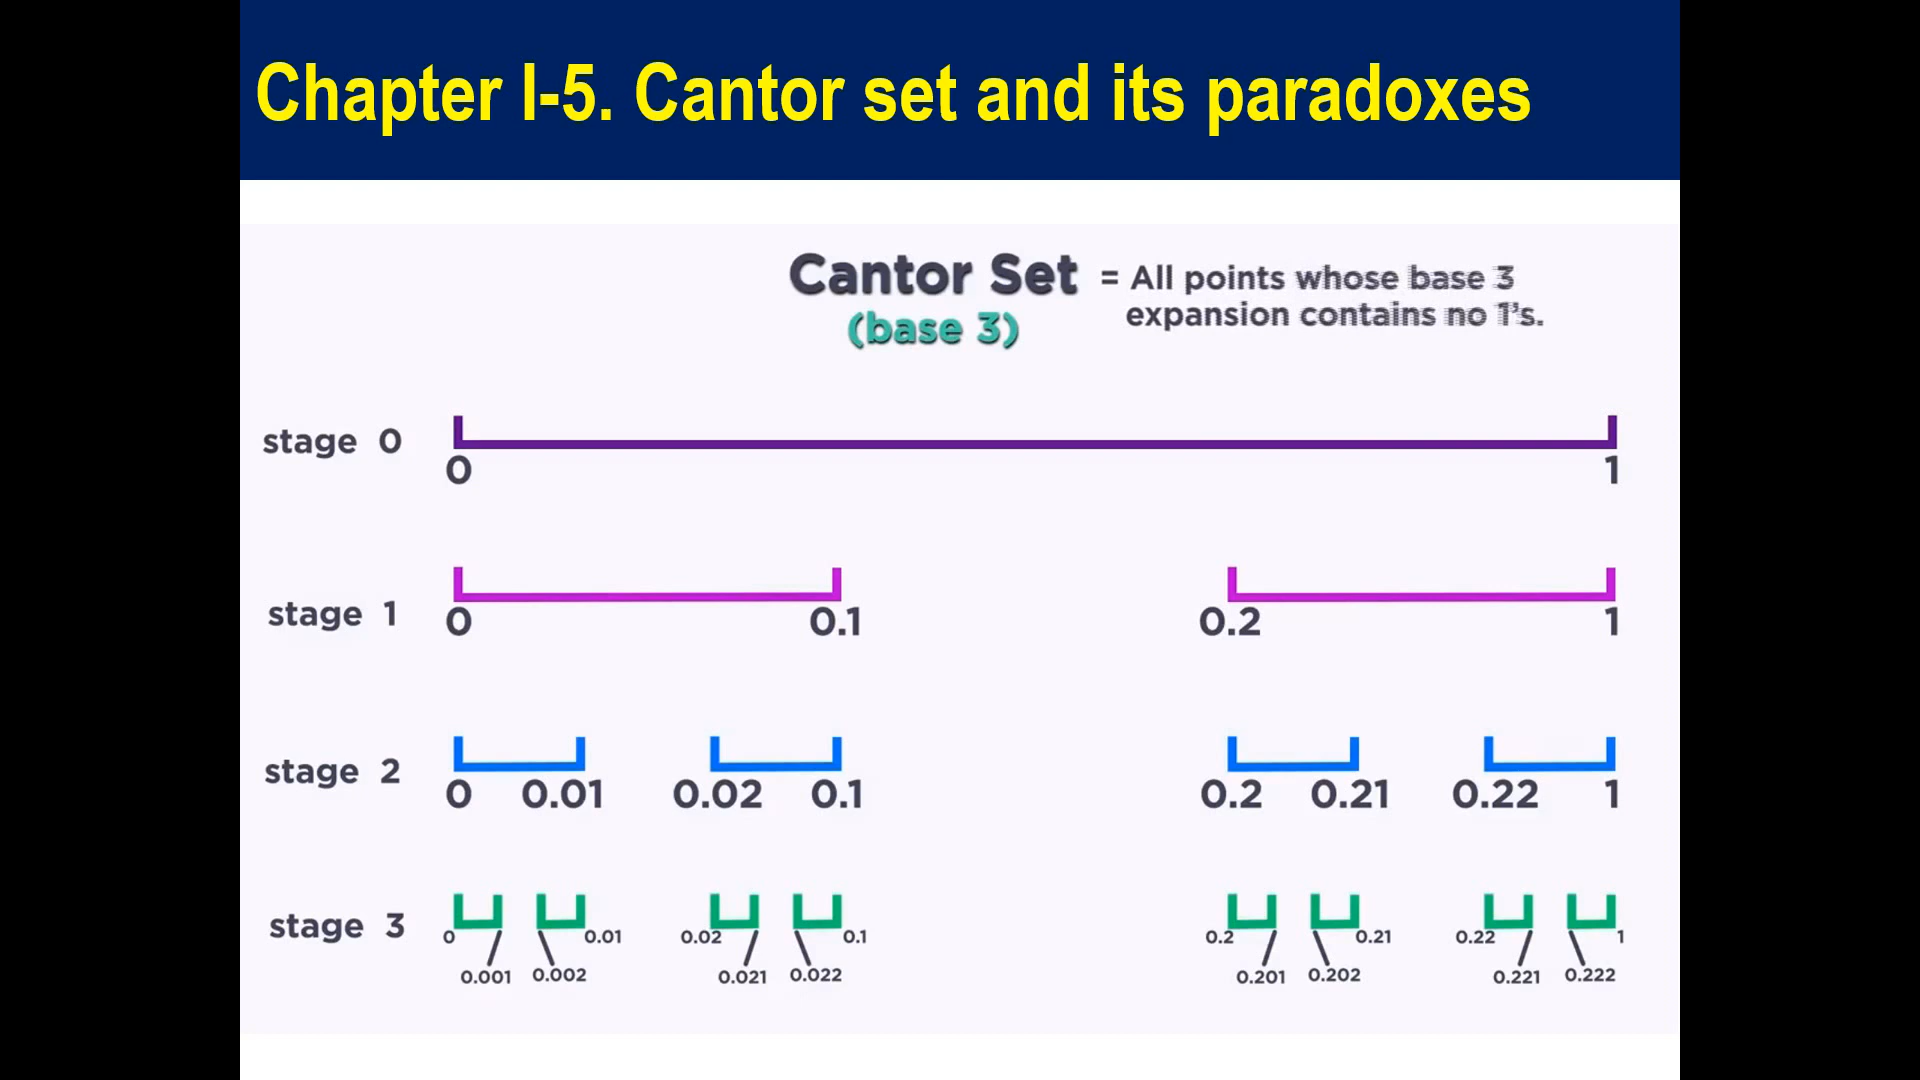 Chapter I-5. Cantor set and its paradoxes
Cantor Set = All points whose base 3
(base 3) expansion contains no 1's.
stage 0
0 1
stage 1
0 0.1 0.2 1
stage 2
0 0.01 0.02 0.1 0.2 0.21 0.22 1
stage 3
0 0.01 0.02 0.1 0.2 0.21 0.22 1
0.001 0.002 0.021 0.022 0.201 0.202 0.221 0.222